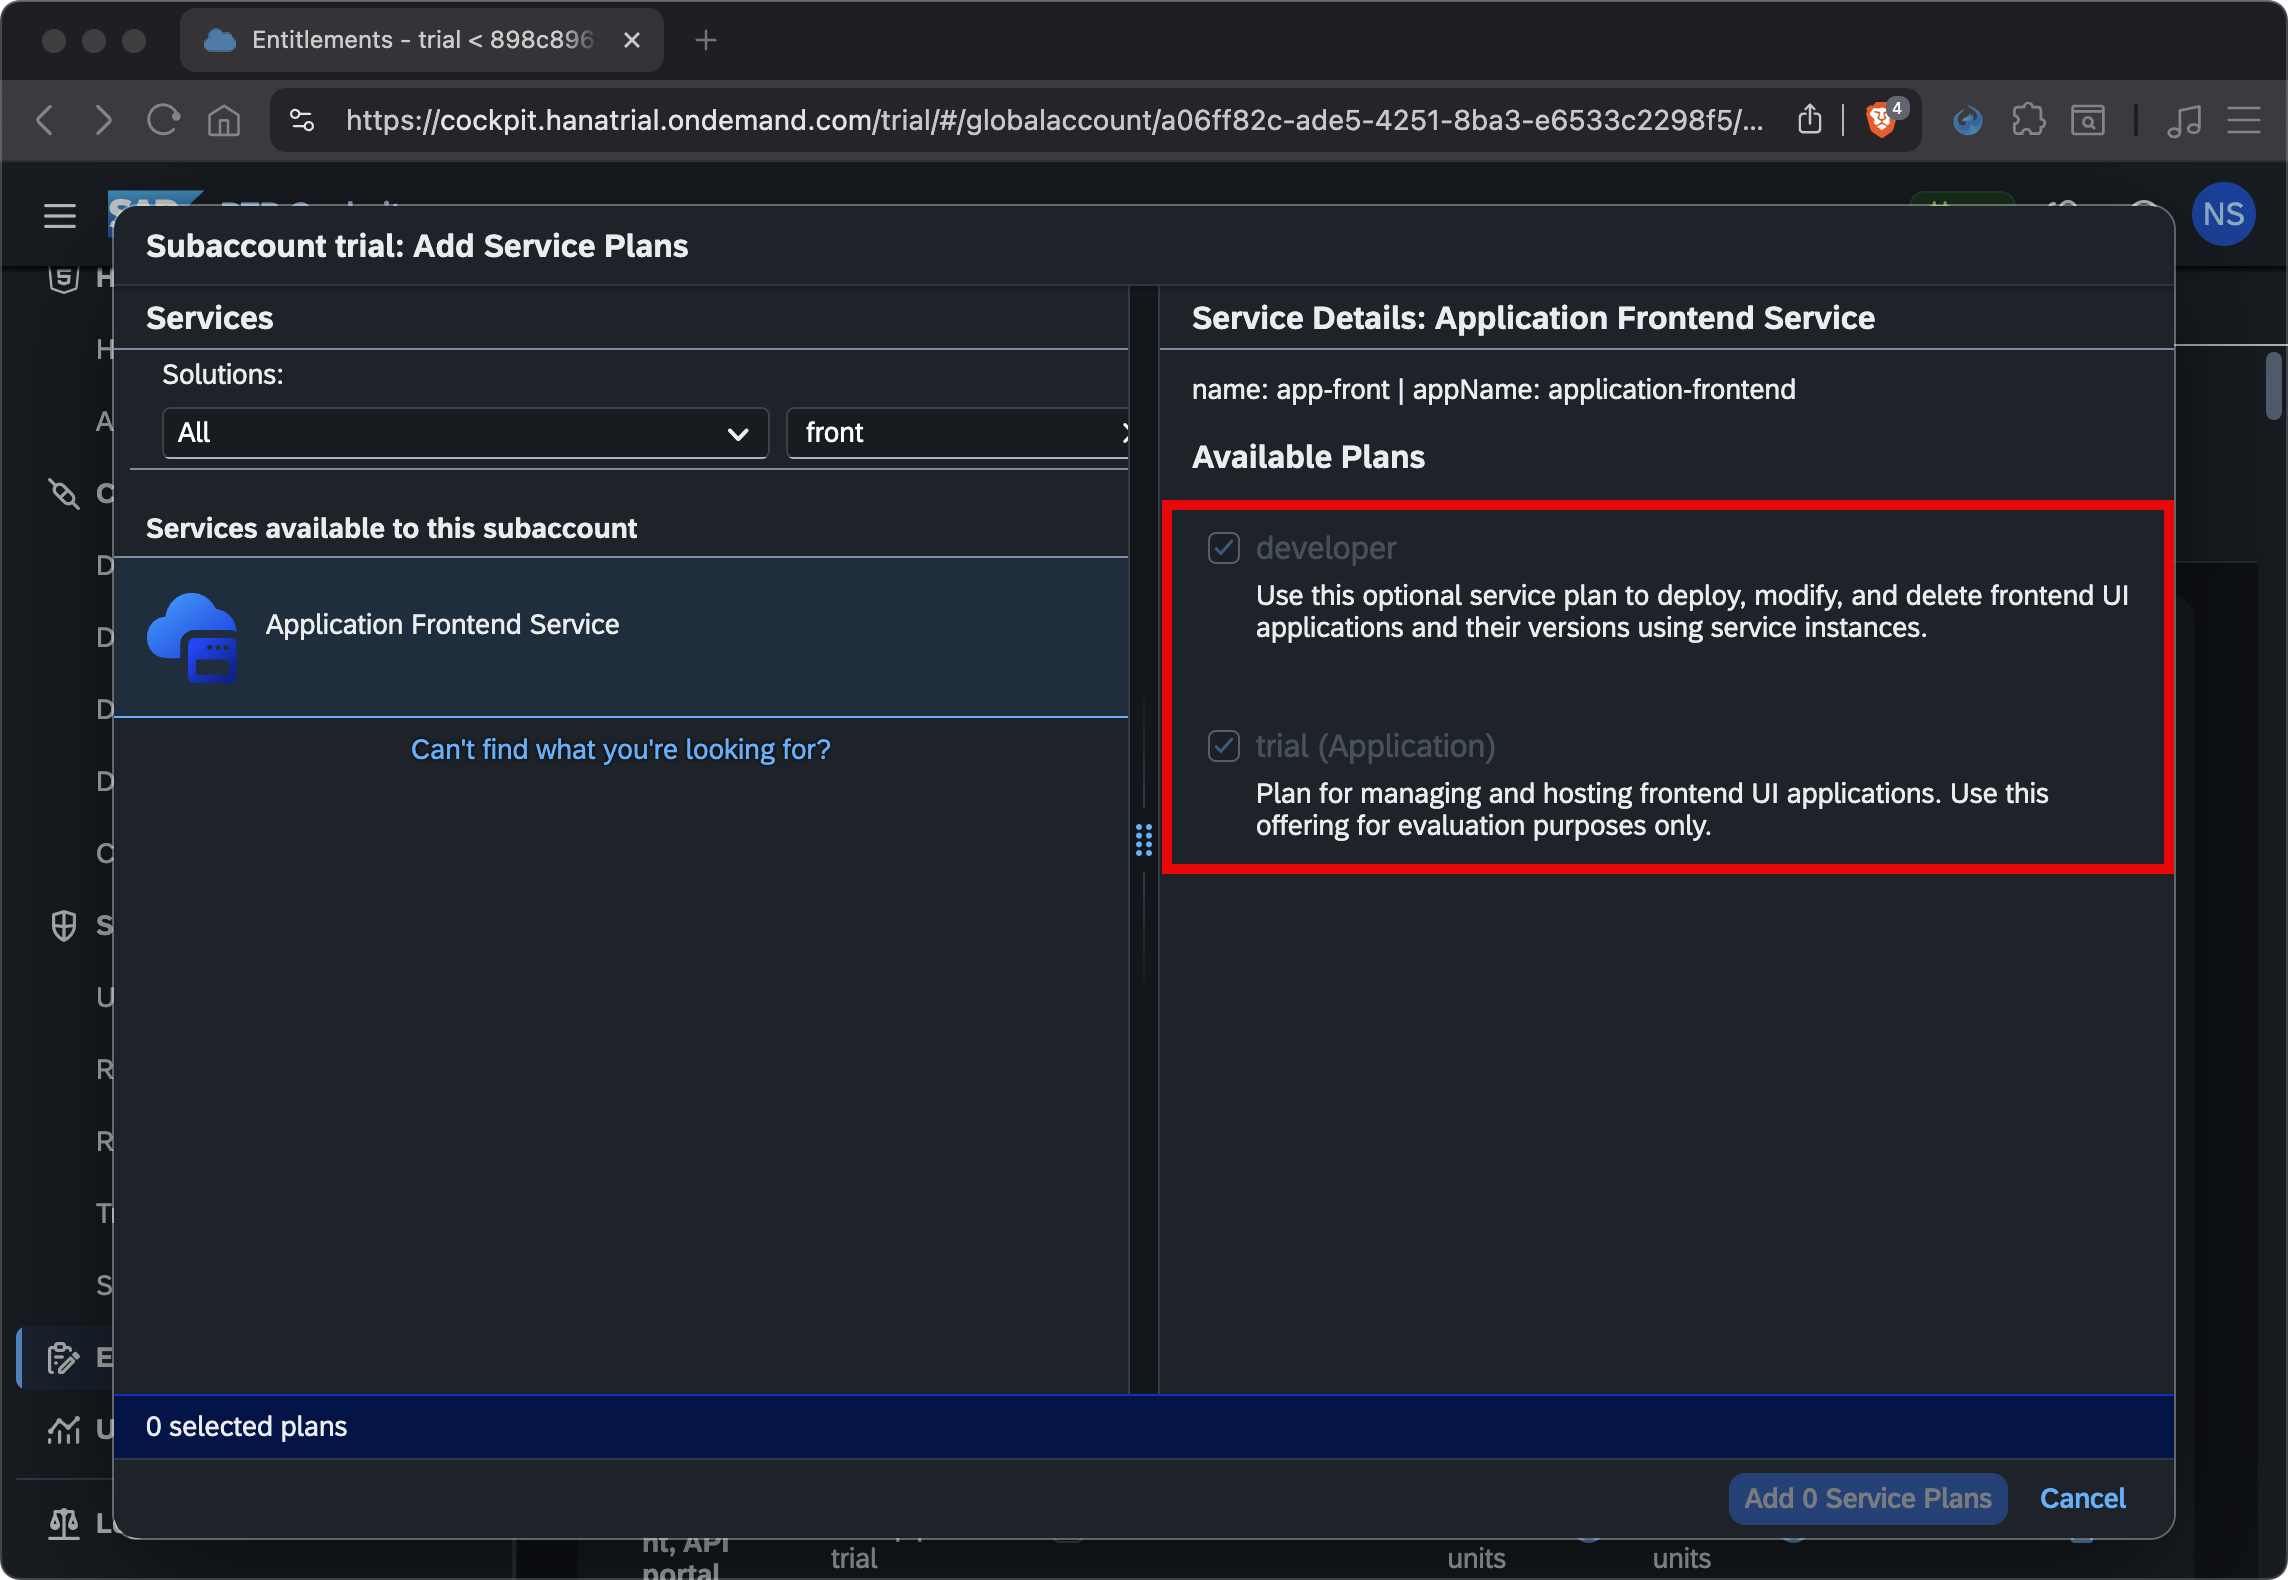 Entitlements - trial < 898c896
https://cockpit.hanatrial.ondemand.com/trial/#/globalaccount/a06ff82c-ade5-4251-8ba3-e6533c2298f5/...
4
NS
Subaccount trial: Add Service Plans
Services
Solutions:
All
front
Services available to this subaccount
Application Frontend Service
Can't find what you're looking for?
Service Details: Application Frontend Service
name: app-front | appName: application-frontend
Available Plans
developer
Use this optional service plan to deploy, modify, and delete frontend UI
applications and their versions using service instances.
trial (Application)
Plan for managing and hosting frontend UI applications. Use this
offering for evaluation purposes only.
0 selected plans
Add 0 Service Plans
Cancel
nt, API
portal
trial
units
units